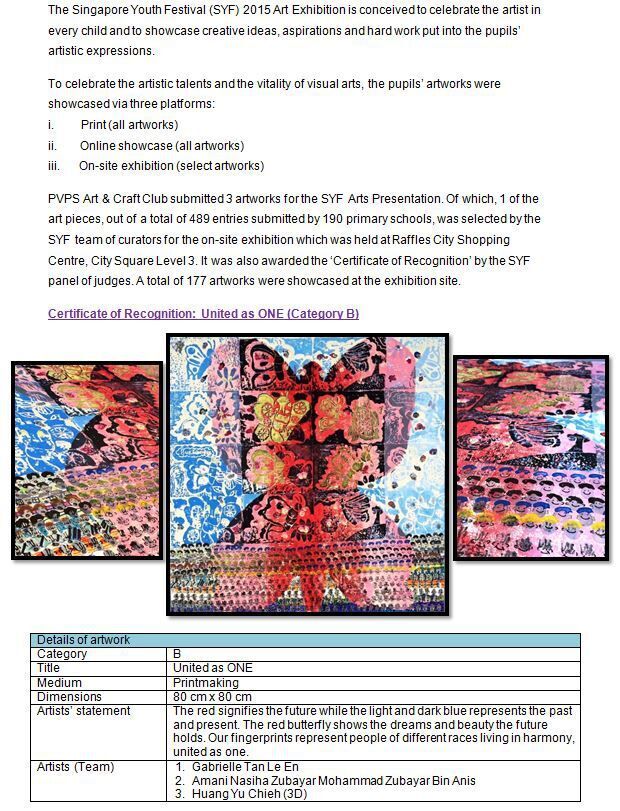 The Singapore Youth Festival (SYF) 2015 Art Exhibition is conceived to celebrate the artist in
every child and to showcase creative ideas, aspirations and hard work put into the pupils'
artistic expressions.
To celebrate the artistic talents and the vitality of visual arts, the pupils' artworks were
showcased via three platforms:
i. Print (all artworks)
ii. Online showcase (all artworks)
iii. On-site exhibition (select artworks)
PVPS Art & Craft Club submitted 3 artworks for the SYF Arts Presentation. Of which, 1 of the
art pieces, out of a total of 489 entries submitted by 190 primary schools, was selected by the
SYF team of curators for the on-site exhibition which was held at Raffles City Shopping
Centre, City Square Level 3. It was also awarded the 'Certificate of Recognition' by the SYF
panel of judges. A total of 177 artworks were showcased at the exhibition site.
Certificate of Recognition: United as ONE (Category B)
Details of artwork
Category B
Title United as ONE
Medium Printmaking
Dimensions 80 cm x 80 cm
Artists' statement The red signifies the future while the light and dark blue represents the past
and present. The red butterfly shows the dreams and beauty the future
holds. Our fingerprints represent people of different races living in harmony,
united as one.
Artists (Team) 1. Gabrielle Tan Le En
2. Amani Nasiha Zubayar Mohammad Zubayar Bin Anis
3. Huang Yu Chieh (3D)